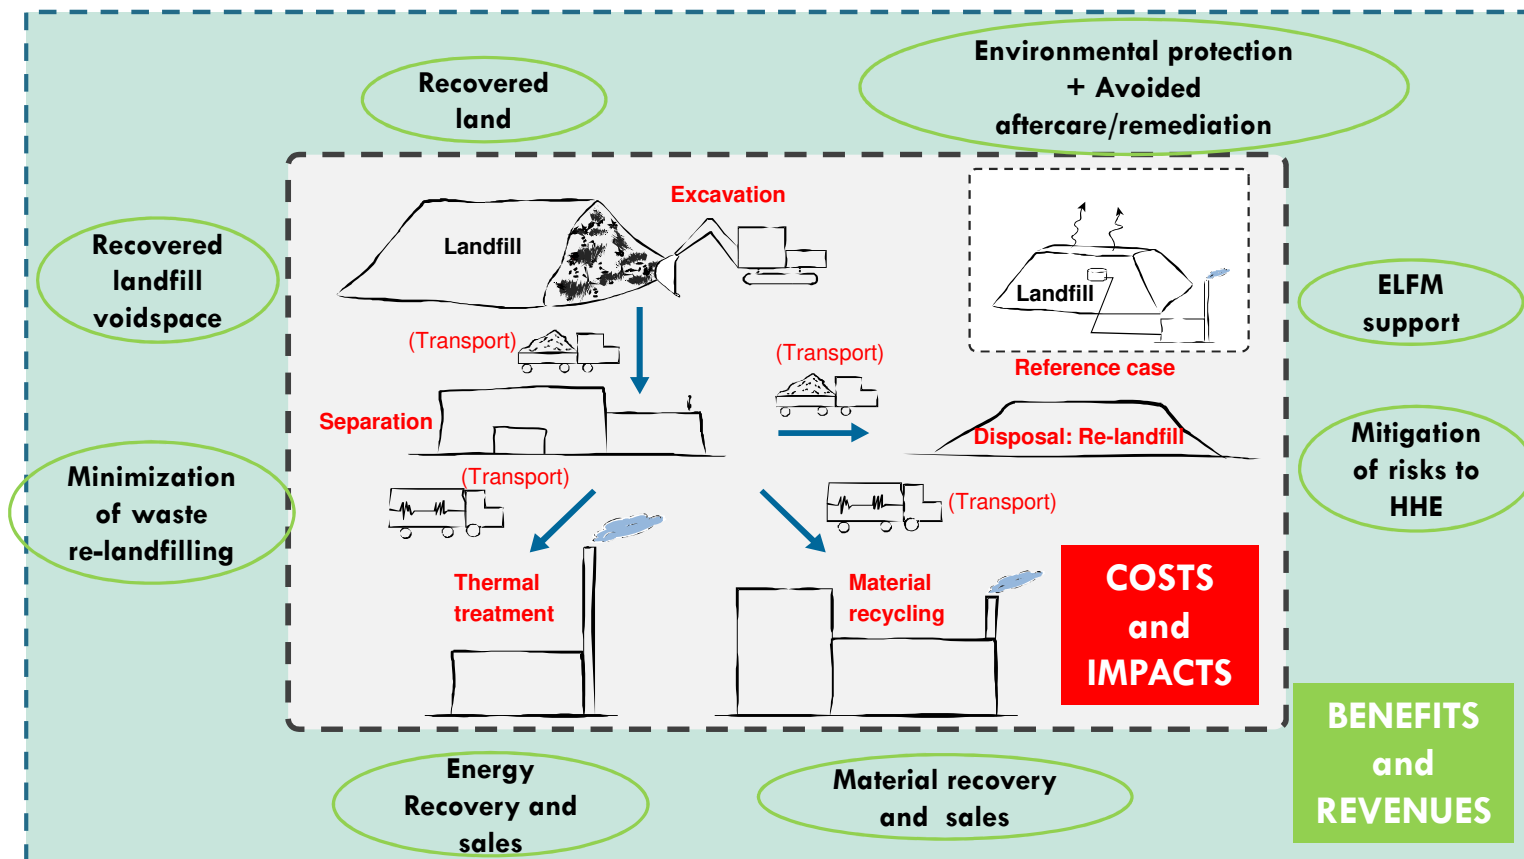 Recovered
land
Environmental protection
+ Avoided
aftercare/remediation
Recovered
landfill
voidspace
Excavation
Landfill
Landfill
Reference case
ELFM
support
(Transport)
(Transport)
Separation
Disposal: Re-landfill
Minimization
of waste
re-landfilling
Mitigation
of risks to
HHE
(Transport)
(Transport)
Thermal
treatment
Material
recycling
COSTS
and
IMPACTS
BENEFITS
and
REVENUES
Energy
Recovery and
sales
Material recovery
and sales